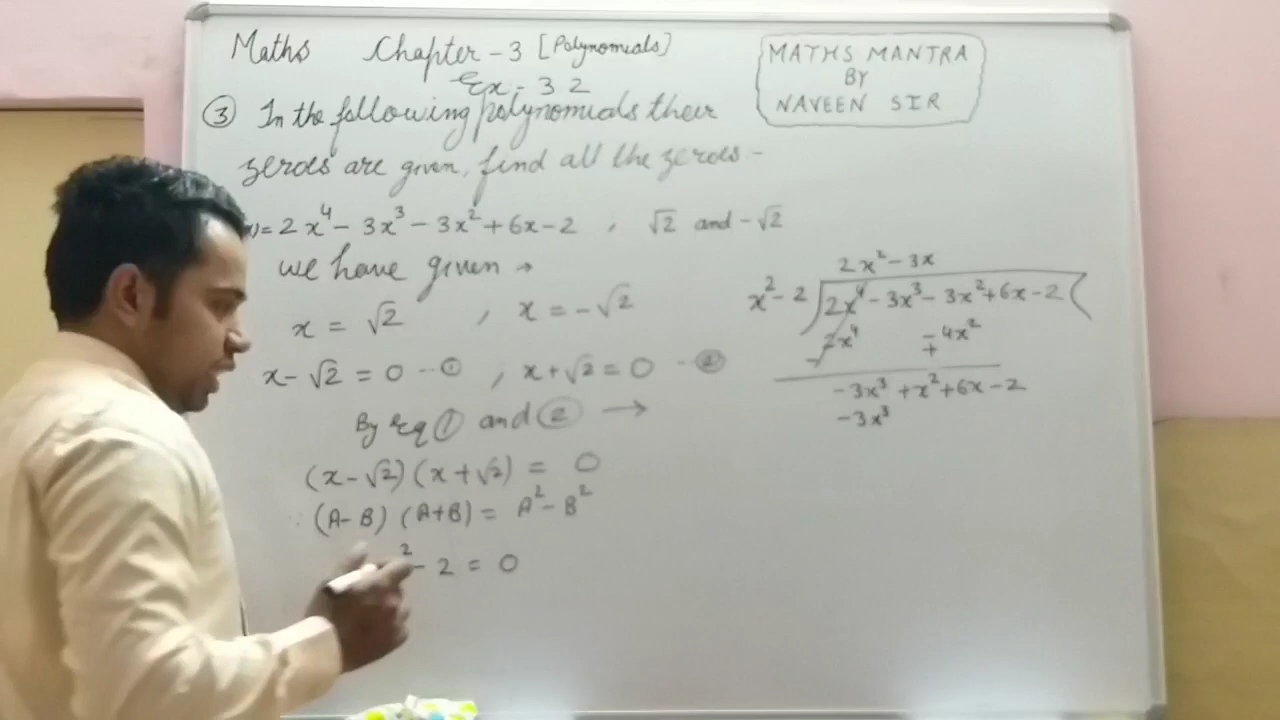 Maths Chapter - 3 [Polynomials]
Ex - 3 2
MATHS MANTRA
BY
NAVEEN SIR
③ In the following polynomials their
zeroes are given, find all the zeroes -
)= 2x⁴ - 3x³ - 3x² + 6x - 2 , √2 and -√2
we have given →
x = √2 , x = -√2
x - √2 = 0 -- ① , x + √2 = 0 -- ②
By Eq ① and ② →
(x - √2) (x + √2) = 0
∵ (A - B) (A + B) = A² - B²
² - 2 = 0
2x² - 3x
x² - 2 ) 2x⁴ - 3x³ - 3x² + 6x - 2 (
2x⁴ - 4x²
- +
- 3x³ + x² + 6x - 2
- 3x³